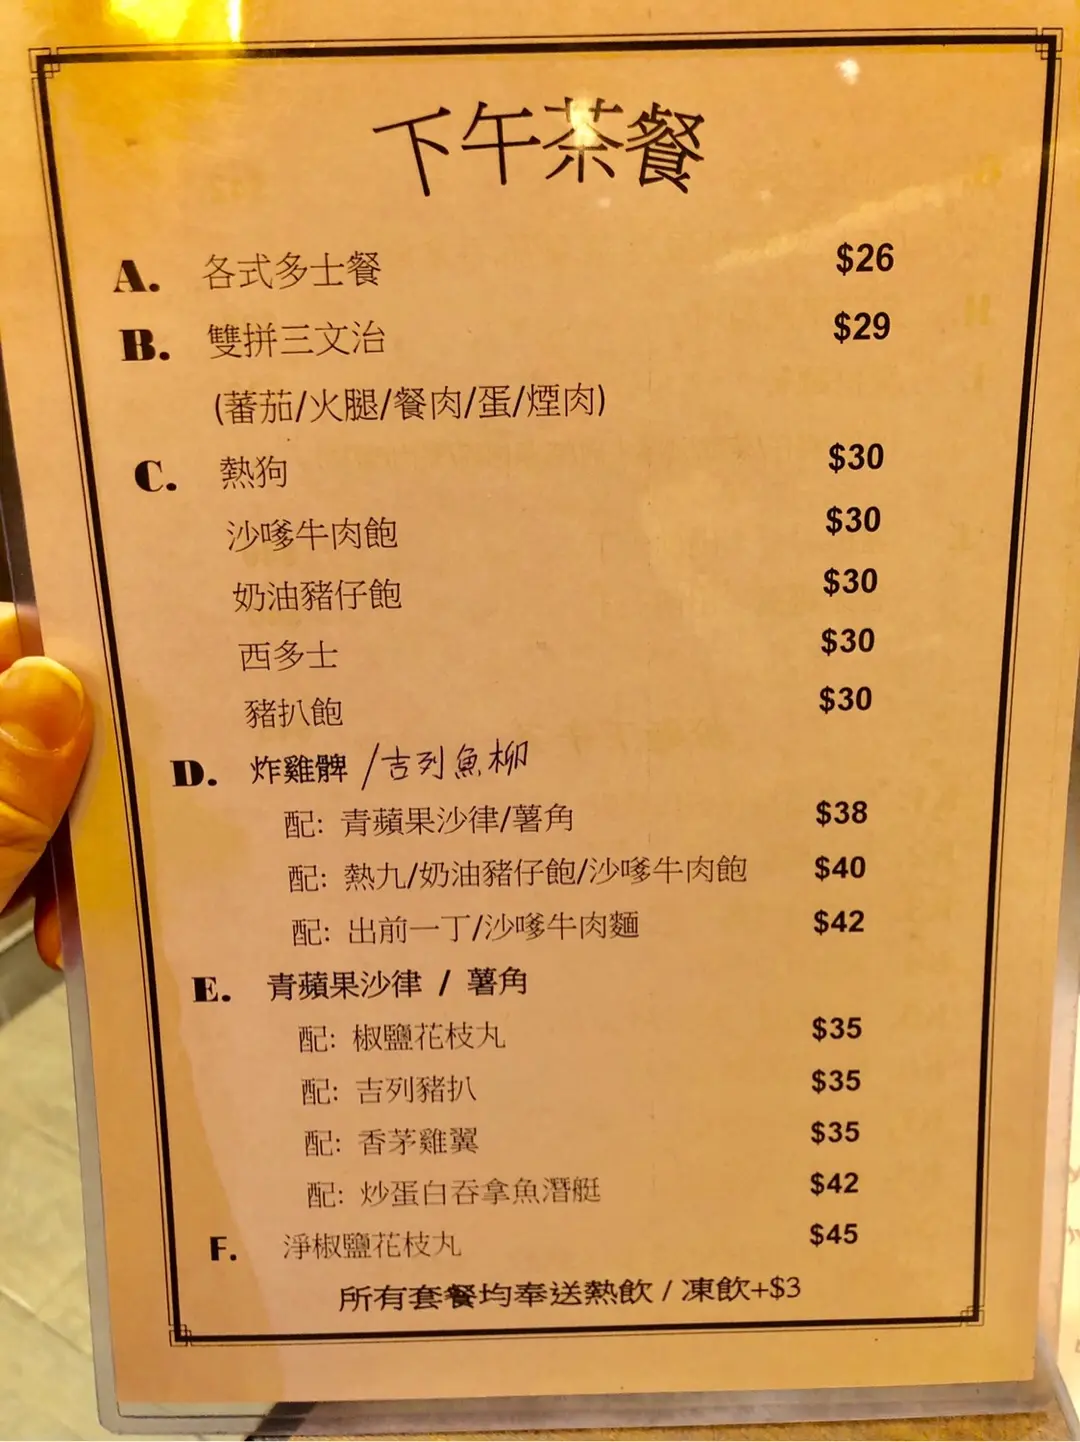 下午茶餐
A. 各式多士餐 $26
B. 雙拼三文治 $29
(蕃茄/火腿/餐肉/蛋/煙肉)
C. 熱狗 $30
沙嗲牛肉飽 $30
奶油豬仔飽 $30
西多士 $30
豬扒飽 $30
D. 炸雞髀 /吉列魚柳
配: 青蘋果沙律/薯角 $38
配: 熱九/奶油豬仔飽/沙嗲牛肉飽 $40
配: 出前一丁/沙嗲牛肉麵 $42
E. 青蘋果沙律 / 薯角
配: 椒鹽花枝丸 $35
配: 吉列豬扒 $35
配: 香茅雞翼 $35
配: 炒蛋白吞拿魚潛艇 $42
F. 淨椒鹽花枝丸 $45
所有套餐均奉送熱飲 / 凍飲+$3